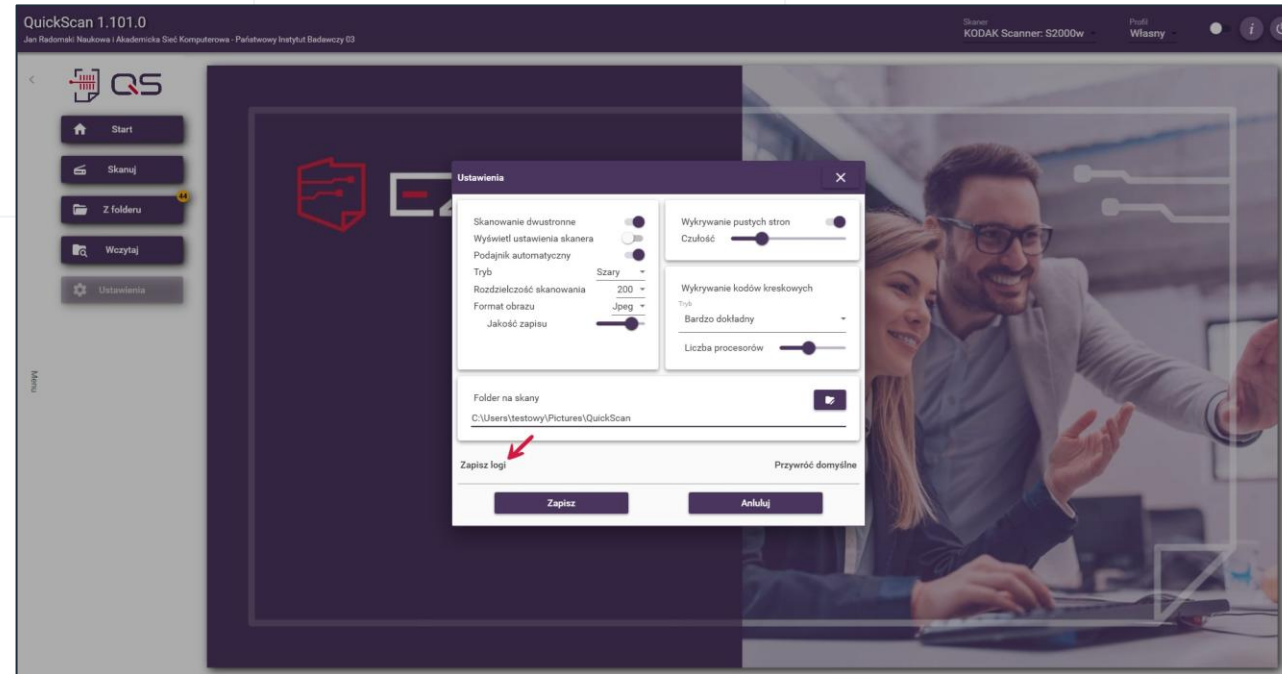 QuickScan 1.101.0
Jan Radomski Naukowa i Akademicka Sieć Komputerowa - Państwowy Instytut Badawczy 03
Skaner
KODAK Scanner: S2000w
Profil
Własny
i
QS
Start
Skanuj
44
Z folderu
Wczytaj
Ustawienia
Menu
Ustawienia
Skanowanie dwustronne
Wyświetl ustawienia skanera
Podajnik automatyczny
Tryb Szary
Rozdzielczość skanowania 200
Format obrazu Jpeg
Jakość zapisu
Wykrywanie pustych stron
Czułość
Wykrywanie kodów kreskowych
Tryb
Bardzo dokładny
Liczba procesorów
Folder na skany
C:\Users\testowy\Pictures\QuickScan
Zapisz logi Przywróć domyślne
Zapisz Anluluj